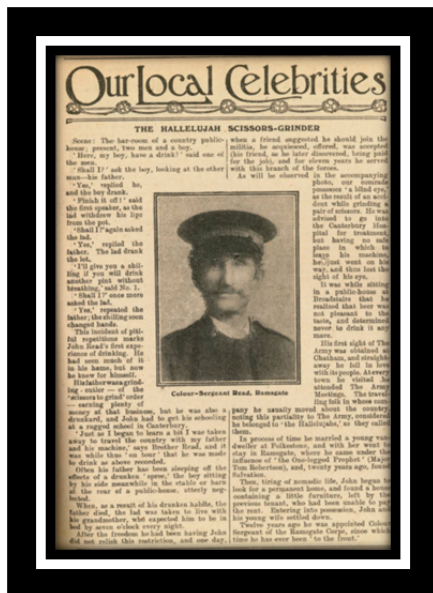 Our Local Celebrities
THE HALLELUJAH SCISSORS-GRINDER
Scene: The bar-room of a country public-
house; present, two men and a boy.
'Here, my boy, have a drink!' said one of
the men.
'Shall I?' ask the boy, looking at the other
man—his father.
'Yes,' replied he,
and the boy drank.
'Finish it off!' said
the first speaker, as the
lad withdrew his lips
from the pot.
'Shall I?' again asked
the lad.
'Yes,' replied the
father. The lad drank
the lot.
'I'll give you a shil-
ling if you will drink
another pint without
breathing,' said No. 1.
'Shall I?' once more
asked the lad.
'Yes,' repeated the
father; the shilling soon
changed hands.
This incident of piti-
ful repetitions marks
John Read's first expe-
rience of drinking. He
had seen much of it
in his home, but now
he knew for himself.
His father was a grind-
ing-cutler—of the
'scissors to grind' order
—earning plenty of
money at that business, but he was also a
drunkard, and John had to get his schooling
at a ragged school in Canterbury.
'Just as I began to learn a bit I was taken
away to travel the country with my father
and his machine,' says Brother Read, and it
was while thus 'on tour' that he was made
to drink as above recorded.
Often his father has been sleeping off the
effects of a drunken 'spree,' the boy sitting
by his side meanwhile in the stable or barn
at the rear of a public-house, utterly neg-
lected.
When, as a result of his drunken habits, the
father died, the lad was taken to live with
his grandmother, who expected him to be in
bed by seven o'clock every night.
After the freedom he had been having John
did not relish this restriction, and one day,
when a friend suggested he should join the
militia, he acquiesced, offered, was accepted
(his friend, as he later discovered, being paid
for the job), and for eleven years he served
with this branch of the forces.
As will be observed in the accompanying
photo, our comrade
possesses 'a blind eye,'
as the result of an acci-
dent while grinding a
pair of scissors. He was
advised to go into
the Canterbury Hos-
pital for treatment,
but having no safe
place in which to
leave his machine,
he just went on his
way, and thus lost the
sight of his eye.
It was while sitting
in a public-house at
Broadstairs that he
realised that beer was
not pleasant to the
taste, and determined
never to drink it any
more.
His first sight of The
Army was obtained at
Chatham, and straight-
away he fell in love
with its people. At every
town he visited he
attended The Army
Meetings. The travel-
ling folk in whose com-
pany he usually moved about the country,
noting this partiality to The Army, considered
he belonged to 'the Hallelujahs,' as they called
them.
In process of time he married a young van-
dweller at Folkestone, and with her went to
stay in Ramsgate, where he came under the
influence of 'the One-legged Prophet' (Major
Tom Robertson), and, twenty years ago, found
Salvation.
Then, tiring of nomadic life, John began to
look for a permanent home, and found a house
containing a little furniture, left by the
previous tenant, who had been unable to pay
the rent. Entering into possession, John and
his young wife settled down.
Twelve years ago he was appointed Colour
Sergeant of the Ramsgate Corps, since which
time he has ever been 'to the front.'
Colour-Sergeant Read, Ramsgate